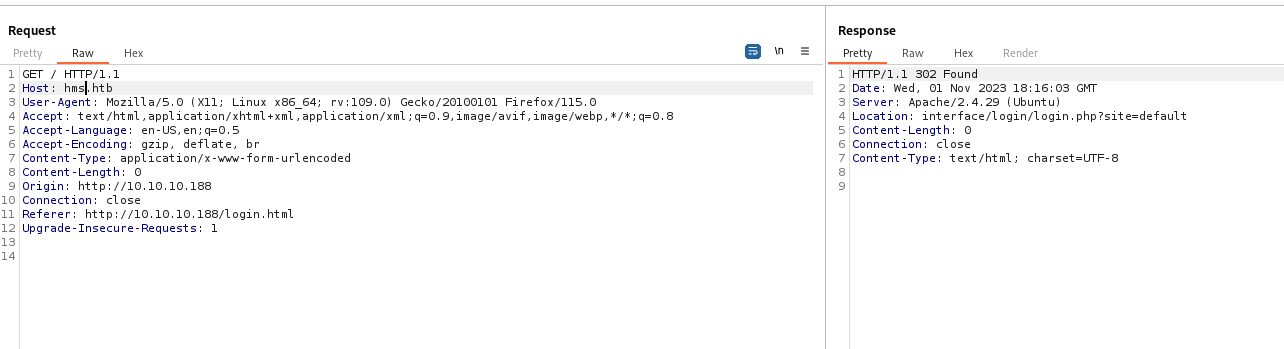 Request
Pretty Raw Hex \n ≡
1 GET / HTTP/1.1
2 Host: hms.htb
3 User-Agent: Mozilla/5.0 (X11; Linux x86_64; rv:109.0) Gecko/20100101 Firefox/115.0
4 Accept: text/html,application/xhtml+xml,application/xml;q=0.9,image/avif,image/webp,*/*;q=0.8
5 Accept-Language: en-US,en;q=0.5
6 Accept-Encoding: gzip, deflate, br
7 Content-Type: application/x-www-form-urlencoded
8 Content-Length: 0
9 Origin: http://10.10.10.188
10 Connection: close
11 Referer: http://10.10.10.188/login.html
12 Upgrade-Insecure-Requests: 1
13
14
Response
Pretty Raw Hex Render
1 HTTP/1.1 302 Found
2 Date: Wed, 01 Nov 2023 18:16:03 GMT
3 Server: Apache/2.4.29 (Ubuntu)
4 Location: interface/login/login.php?site=default
5 Content-Length: 0
6 Connection: close
7 Content-Type: text/html; charset=UTF-8
8
9